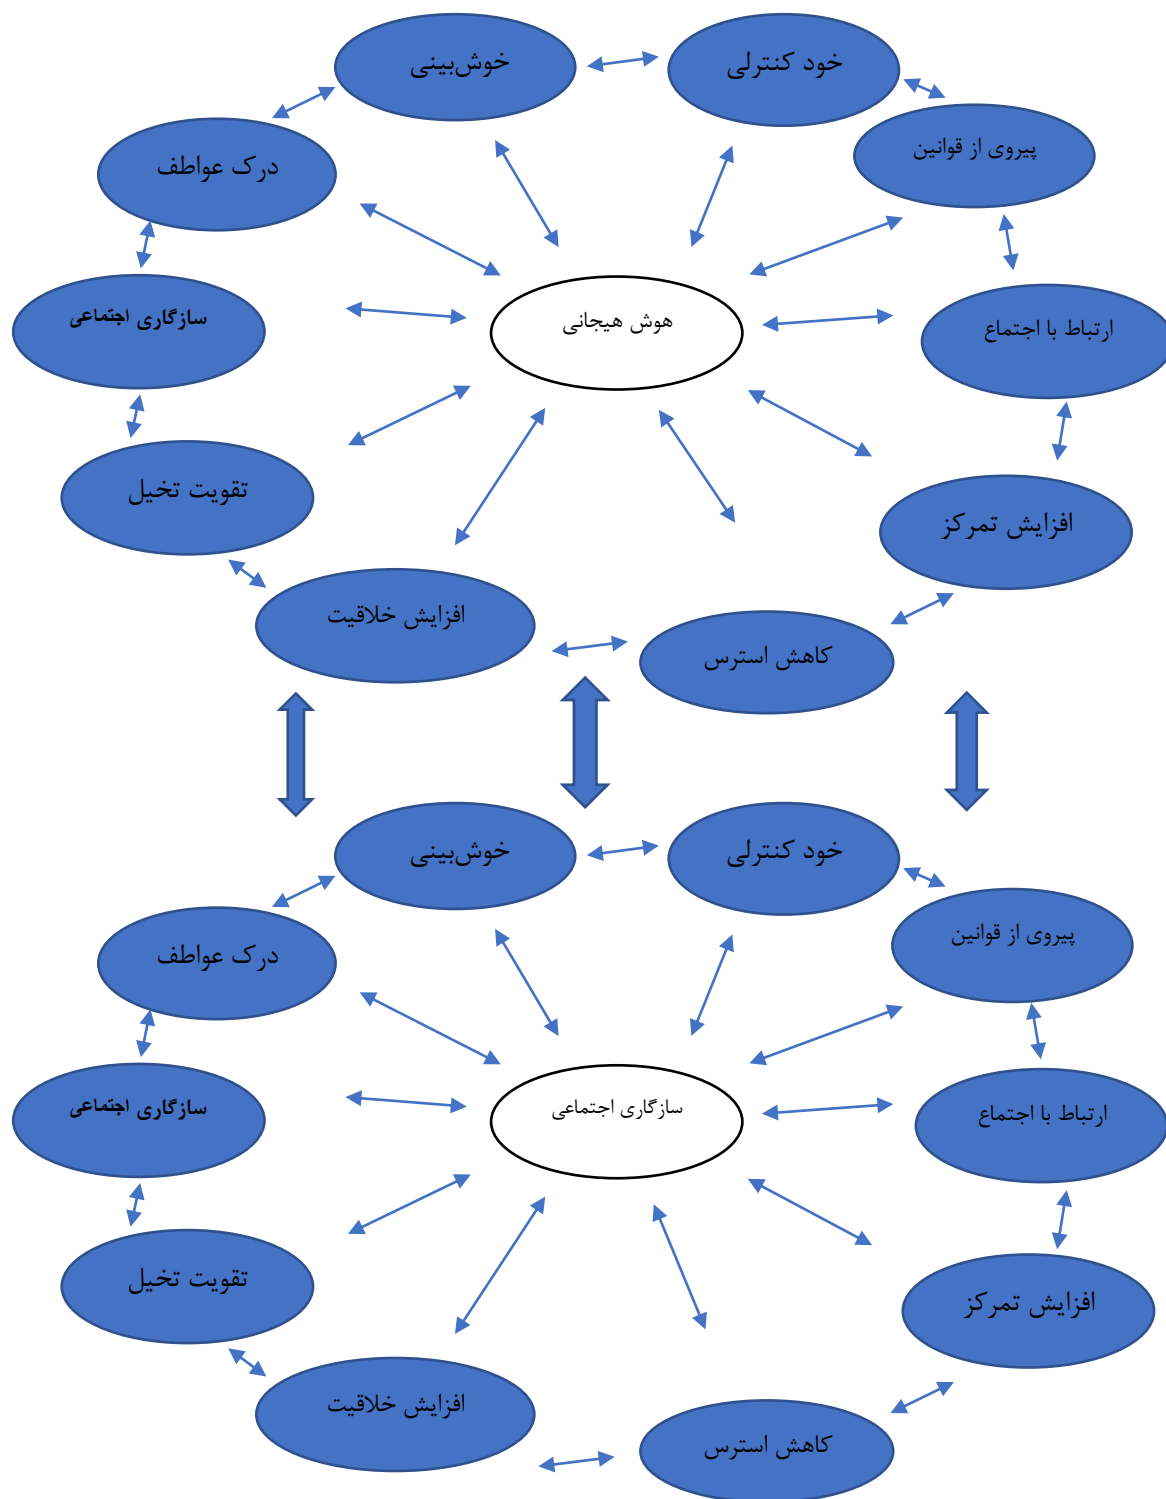 خوش‌بینی
خود کنترلی
پیروی از قوانین
درک عواطف
هوش هیجانی
سازگاری اجتماعی
ارتباط با اجتماع
تقویت تخیل
افزایش تمرکز
افزایش خلاقیت
کاهش استرس
خوش‌بینی
خود کنترلی
پیروی از قوانین
درک عواطف
سازگاری اجتماعی
سازگاری اجتماعی
ارتباط با اجتماع
تقویت تخیل
افزایش تمرکز
افزایش خلاقیت
کاهش استرس